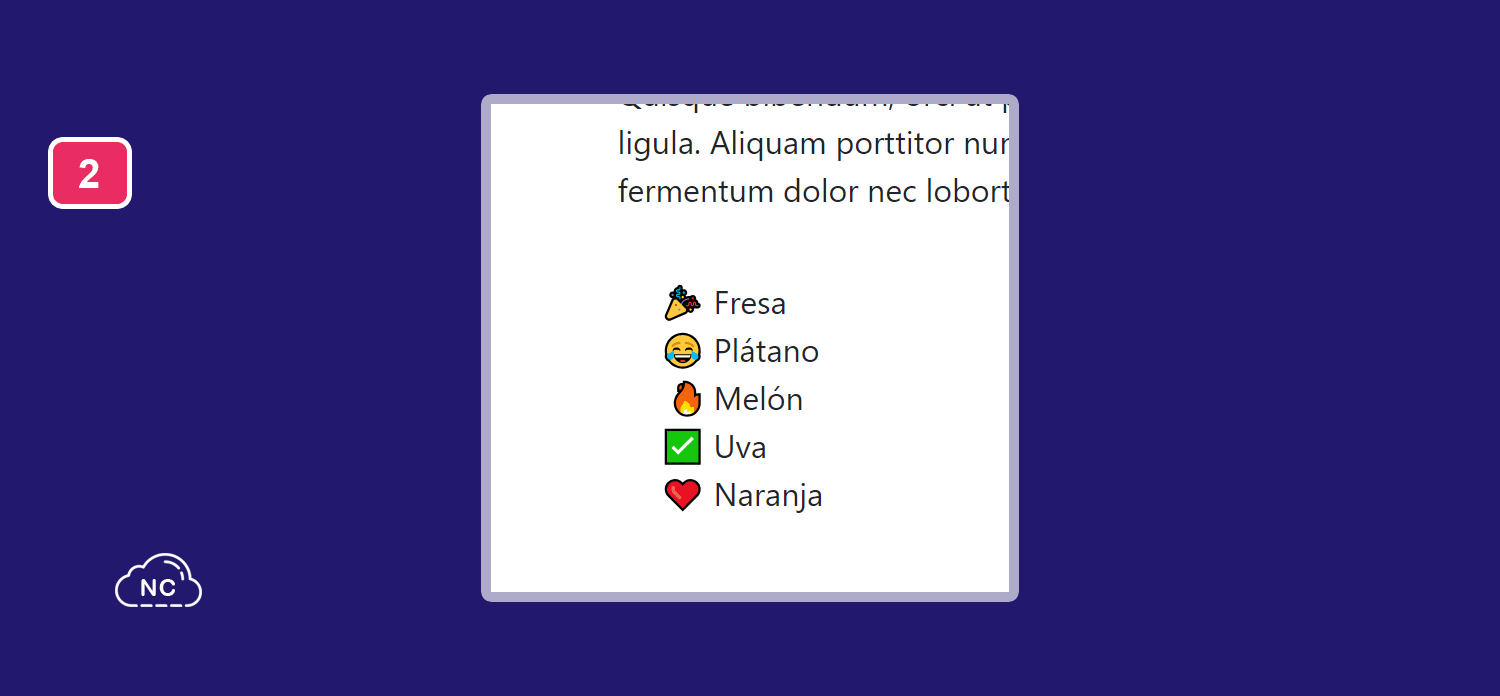 2
ligula. Aliquam porttitor nur
fermentum dolor nec lobort
🎉 Fresa
😂 Plátano
🔥 Melón
✅ Uva
❤️ Naranja
NC